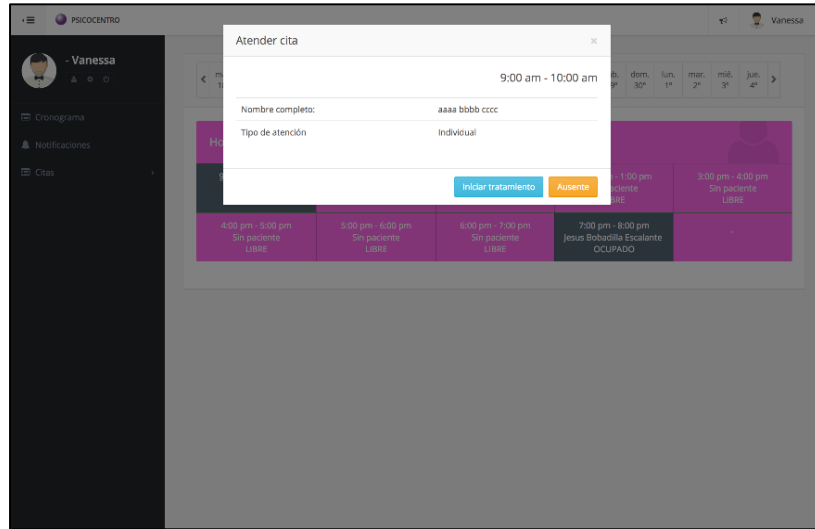 PSICOCENTRO
Vanessa
- Vanessa
Cronograma
Notificaciones
Citas
Atender cita
×
9:00 am - 10:00 am
Nombre completo: aaaa bbbb cccc
Tipo de atención Individual
Iniciar tratamiento Ausente
dom. lun. mar. mié. jue.
30° 1° 2° 3° 4°
- 1:00 pm
3:00 pm - 4:00 pm
Sin paciente
LIBRE
4:00 pm - 5:00 pm
Sin paciente
LIBRE
5:00 pm - 6:00 pm
Sin paciente
LIBRE
6:00 pm - 7:00 pm
Sin paciente
LIBRE
7:00 pm - 8:00 pm
Jesus Bobadilla Escalante
OCUPADO
-